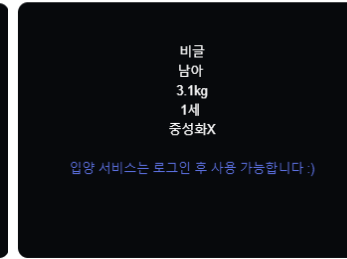 비글
남아
3.1kg
1세
중성화X
입양 서비스는 로그인 후 사용 가능합니다 :)